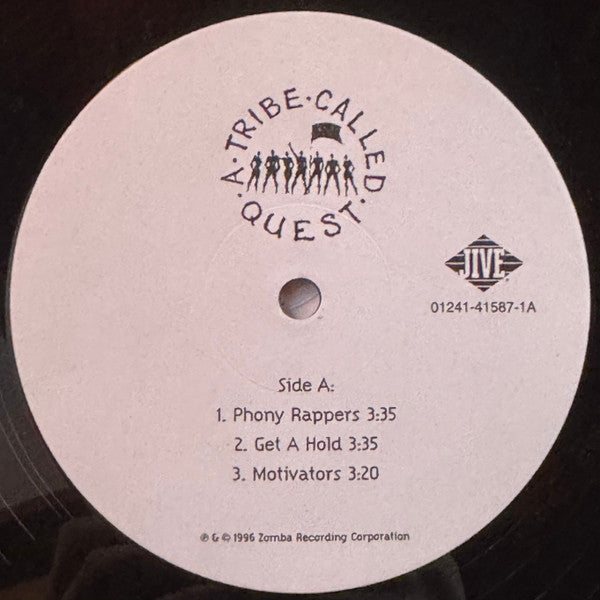 A·TRIBE·CALLED·
QUEST·
JIVE
01241-41587-1A
Side A:
1. Phony Rappers 3:35
2. Get A Hold 3:35
3. Motivators 3:20
℗ & © 1996 Zomba Recording Corporation